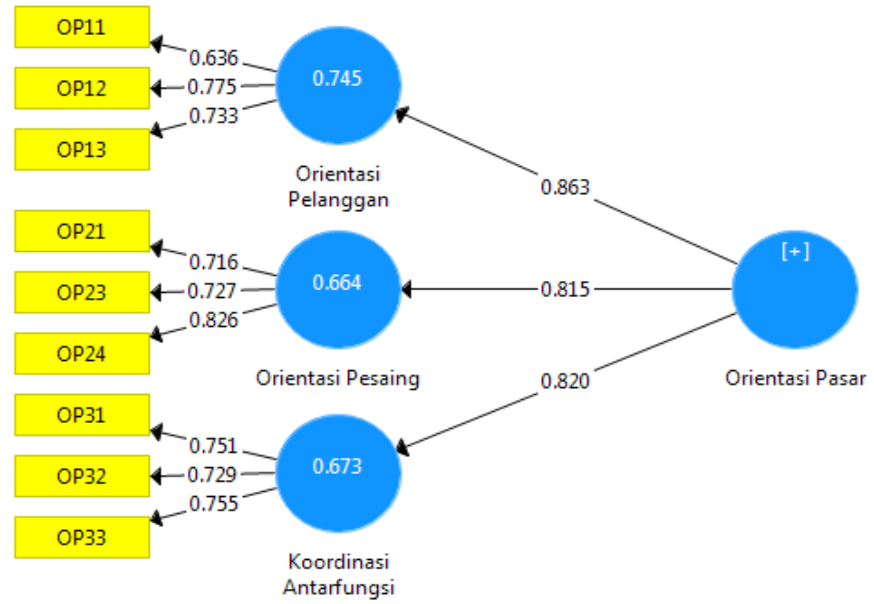 OP11
OP12
OP13
0.636
0.775
0.733
0.745
Orientasi
Pelanggan
OP21
OP23
OP24
0.716
0.727
0.826
0.664
Orientasi Pesaing
OP31
OP32
OP33
0.751
0.729
0.755
0.673
Koordinasi
Antarfungsi
0.863
0.815
0.820
[+]
Orientasi Pasar